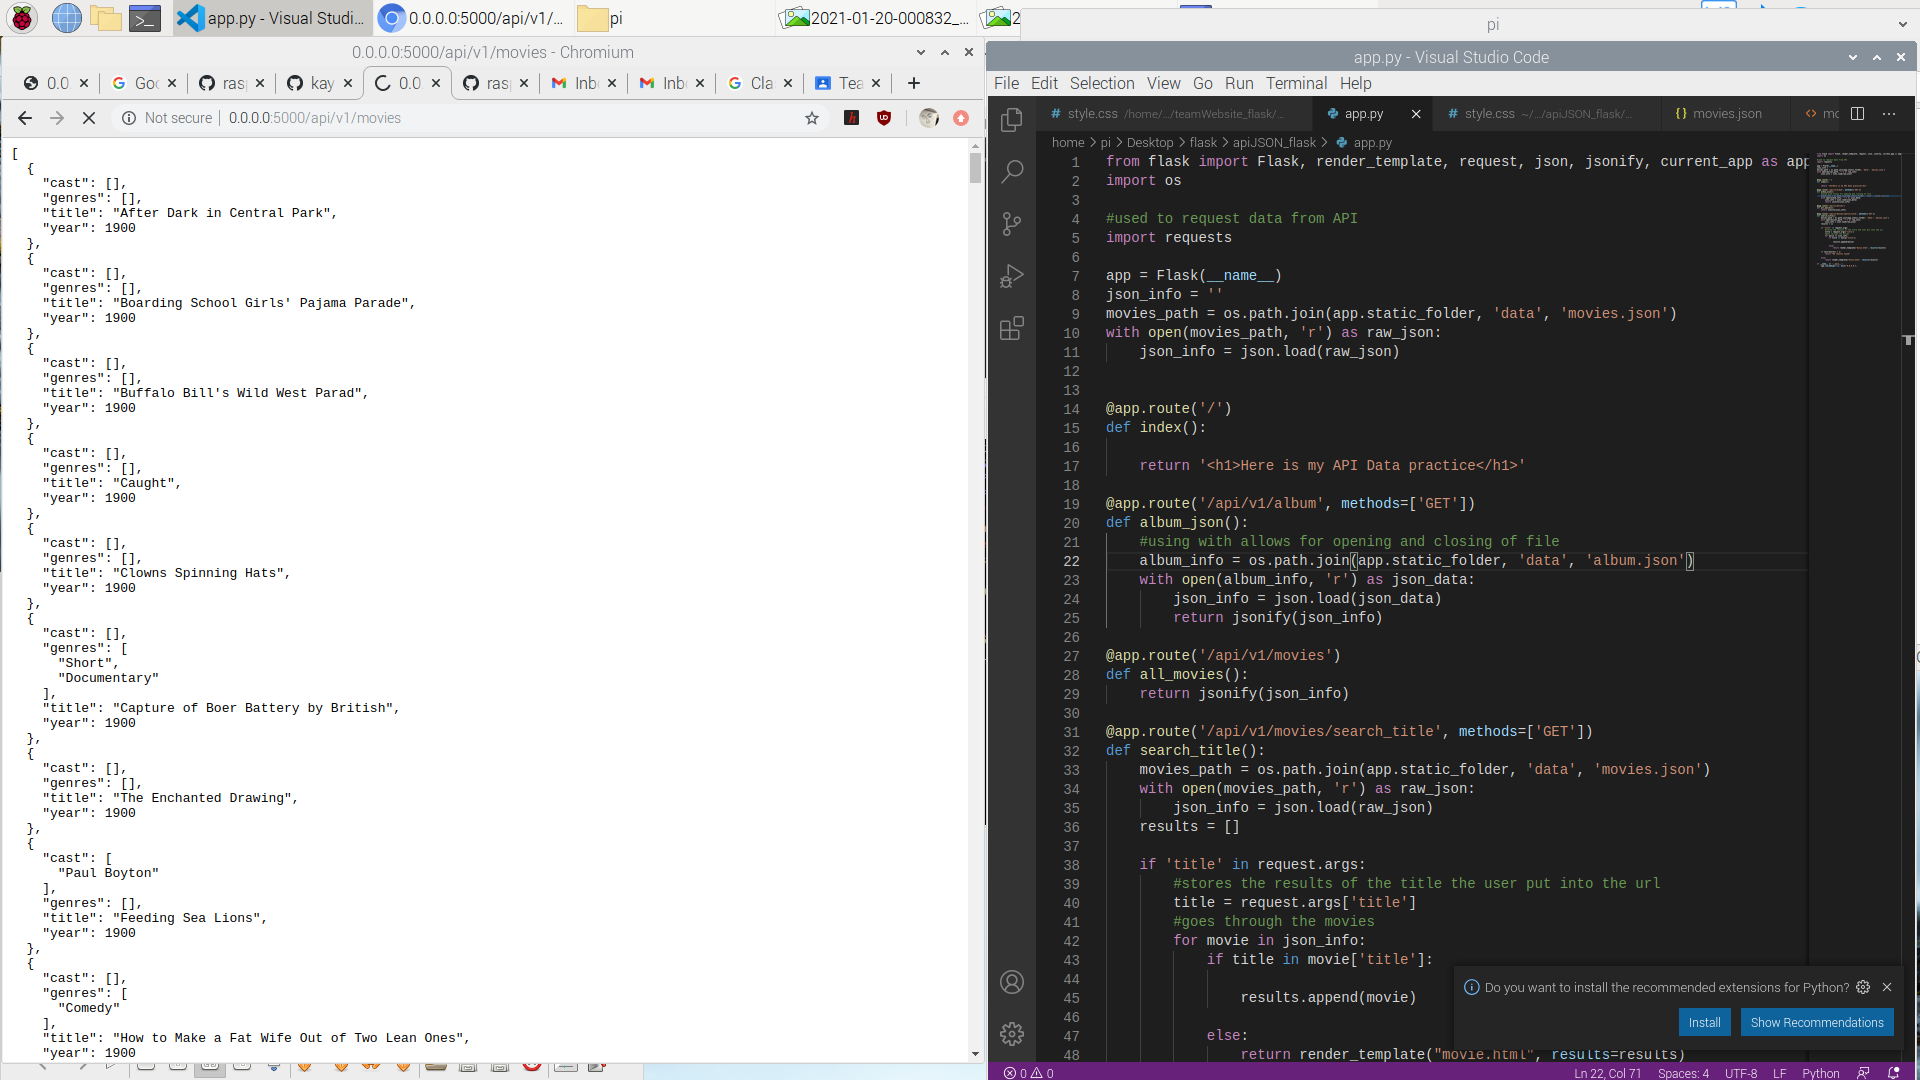 app.py - Visual Studi...
0.0.0.0:5000/api/v1/...
pi
2021-01-20-000832_...
pi
0.0.0.0:5000/api/v1/movies - Chromium
0.0.
Goo
rasp
kay
0.0.
rasp
Inb
Inb
Cla
Tea
Not secure
0.0.0.0:5000/api/v1/movies
[
{
"cast": [],
"genres": [],
"title": "After Dark in Central Park",
"year": 1900
},
{
"cast": [],
"genres": [],
"title": "Boarding School Girls' Pajama Parade",
"year": 1900
},
{
"cast": [],
"genres": [],
"title": "Buffalo Bill's Wild West Parad",
"year": 1900
},
{
"cast": [],
"genres": [],
"title": "Caught",
"year": 1900
},
{
"cast": [],
"genres": [],
"title": "Clowns Spinning Hats",
"year": 1900
},
{
"cast": [],
"genres": [
"Short",
"Documentary"
],
"title": "Capture of Boer Battery by British",
"year": 1900
},
{
"cast": [],
"genres": [],
"title": "The Enchanted Drawing",
"year": 1900
},
{
"cast": [
"Paul Boyton"
],
"genres": [],
"title": "Feeding Sea Lions",
"year": 1900
},
{
"cast": [],
"genres": [
"Comedy"
],
"title": "How to Make a Fat Wife Out of Two Lean Ones",
"year": 1900
app.py - Visual Studio Code
File Edit Selection View Go Run Terminal Help
style.css /home/.../teamWebsite_flask/...
app.py
style.css ~/.../apiJSON_flask/...
movies.json
home > pi > Desktop > flask > apiJSON_flask > app.py
1 from flask import Flask, render_template, request, json, jsonify, current_app as app
2 import os
3
4 #used to request data from API
5 import requests
6
7 app = Flask(__name__)
8 json_info = ''
9 movies_path = os.path.join(app.static_folder, 'data', 'movies.json')
10 with open(movies_path, 'r') as raw_json:
11 json_info = json.load(raw_json)
12
13
14 @app.route('/')
15 def index():
16
17 return '<h1>Here is my API Data practice</h1>'
18
19 @app.route('/api/v1/album', methods=['GET'])
20 def album_json():
21 #using with allows for opening and closing of file
22 album_info = os.path.join(app.static_folder, 'data', 'album.json')
23 with open(album_info, 'r') as json_data:
24 json_info = json.load(json_data)
25 return jsonify(json_info)
26
27 @app.route('/api/v1/movies')
28 def all_movies():
29 return jsonify(json_info)
30
31 @app.route('/api/v1/movies/search_title', methods=['GET'])
32 def search_title():
33 movies_path = os.path.join(app.static_folder, 'data', 'movies.json')
34 with open(movies_path, 'r') as raw_json:
35 json_info = json.load(raw_json)
36 results = []
37
38 if 'title' in request.args:
39 #stores the results of the title the user put into the url
40 title = request.args['title']
41 #goes through the movies
42 for movie in json_info:
43 if title in movie['title']:
44
45 results.append(movie)
46
47 else:
48 return render_template("movie.html", results=results)
Do you want to install the recommended extensions for Python?
Install
Show Recommendations
0 0
Ln 22, Col 71 Spaces: 4 UTF-8 LF Python